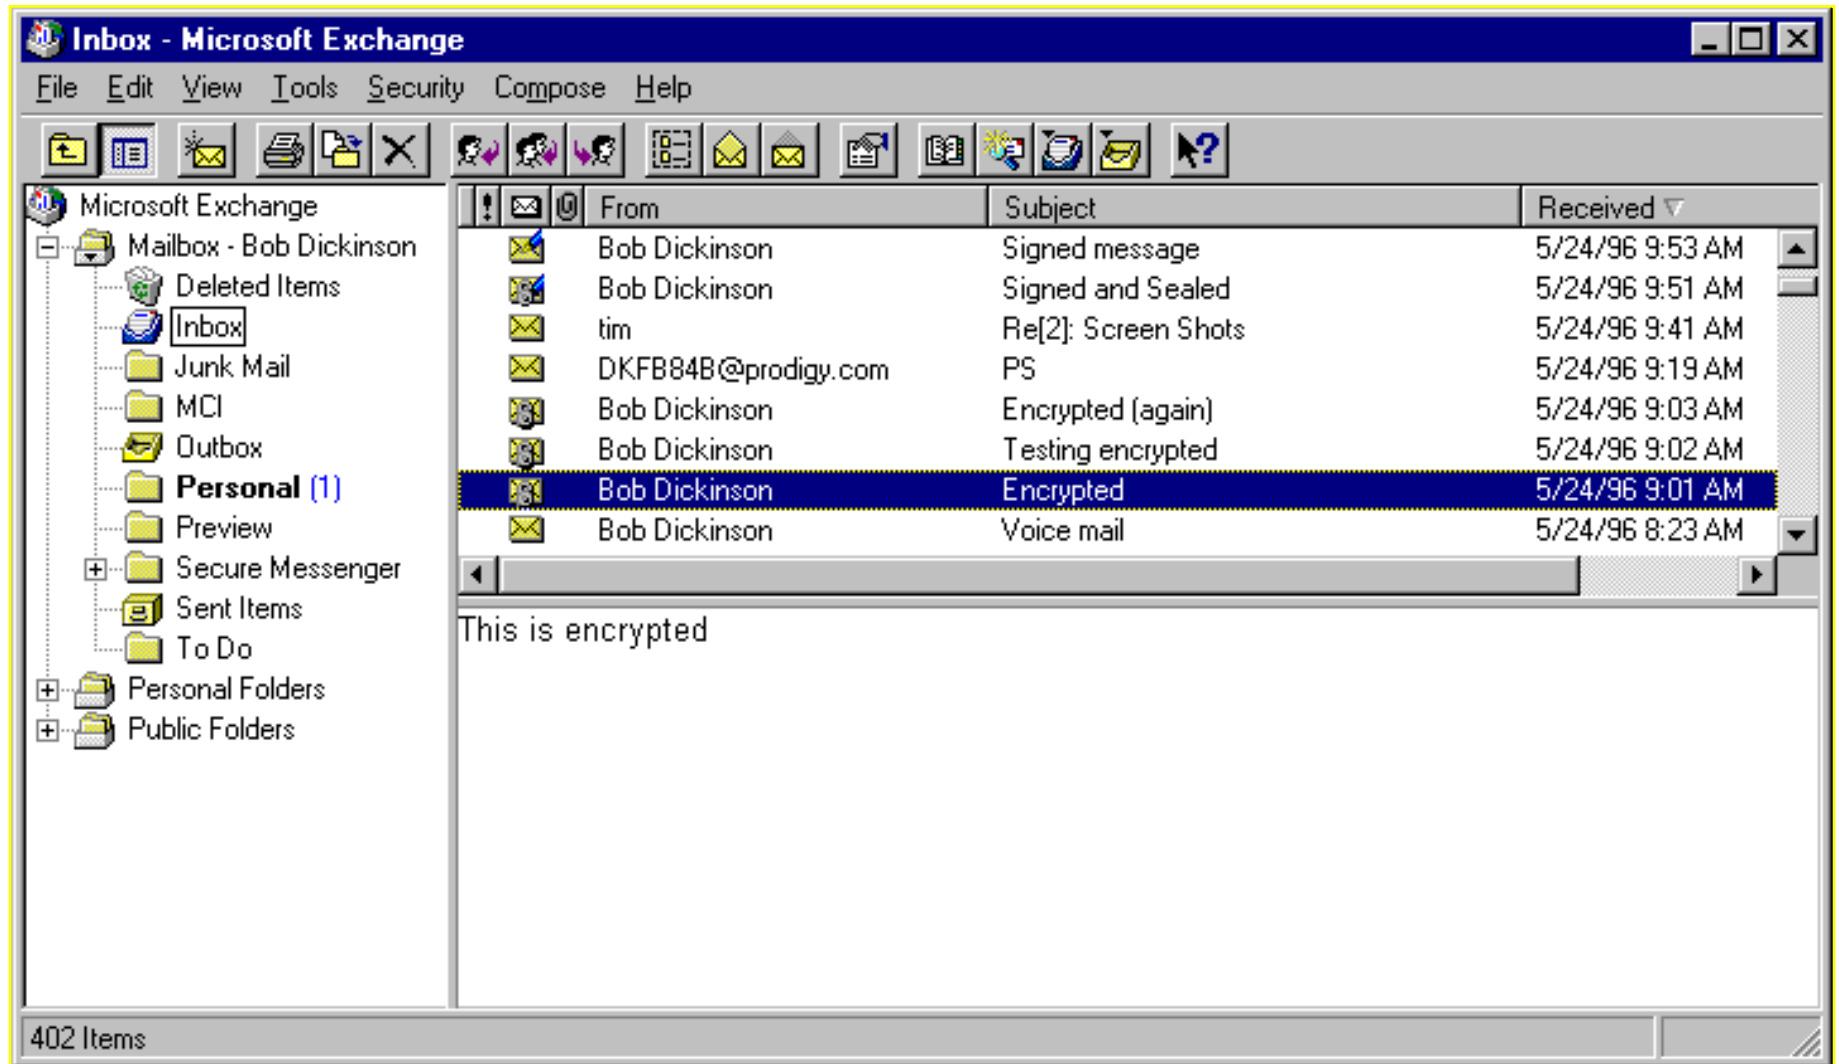 Inbox - Microsoft Exchange
File Edit View Tools Security Compose Help
Microsoft Exchange
Mailbox - Bob Dickinson
Deleted Items
Inbox
Junk Mail
MCI
Outbox
Personal (1)
Preview
Secure Messenger
Sent Items
To Do
Personal Folders
Public Folders
! From Subject Received
Bob Dickinson Signed message 5/24/96 9:53 AM
Bob Dickinson Signed and Sealed 5/24/96 9:51 AM
tim Re[2]: Screen Shots 5/24/96 9:41 AM
DKFB84B@prodigy.com PS 5/24/96 9:19 AM
Bob Dickinson Encrypted (again) 5/24/96 9:03 AM
Bob Dickinson Testing encrypted 5/24/96 9:02 AM
Bob Dickinson Encrypted 5/24/96 9:01 AM
Bob Dickinson Voice mail 5/24/96 8:23 AM
This is encrypted
402 Items